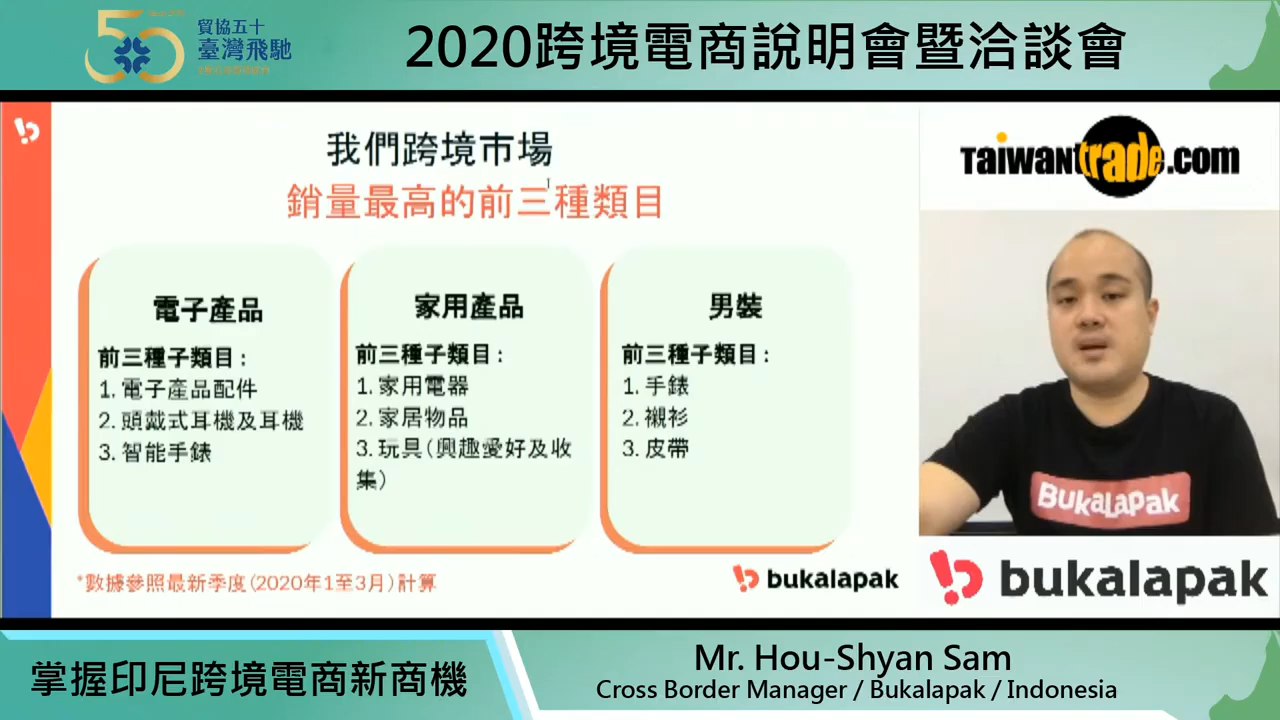 50
貿協五十
臺灣飛馳
2020跨境電商說明會暨洽談會
我們跨境市場
銷量最高的前三種類目
電子產品
前三種子類目：
1. 電子產品配件
2. 頭戴式耳機及耳機
3. 智能手錶
家用產品
前三種子類目：
1. 家用電器
2. 家居物品
3. 玩具（興趣愛好及收
集）
男裝
前三種子類目：
1. 手錶
2. 襯衫
3. 皮帶
*數據參照最新季度（2020年1至3月）計算
bukalapak
TaiwanTrade.com
BukaLapak
bukalapak
掌握印尼跨境電商新商機
Mr. Hou-Shyan Sam
Cross Border Manager / Bukalapak / Indonesia